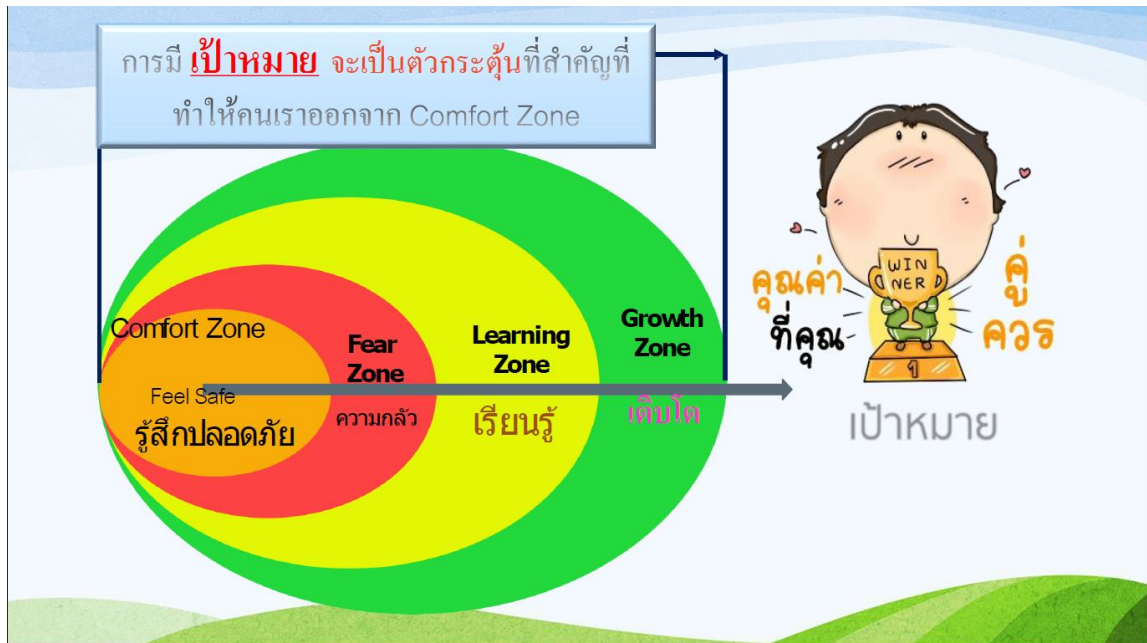 การมี เป้าหมาย จะเป็นตัวกระตุ้นที่สำคัญที่
ทำให้คนเราออกจาก Comfort Zone
Comfort Zone
Feel Safe
รู้สึกปลอดภัย
Fear
Zone
ความกลัว
Learning
Zone
เรียนรู้
Growth
Zone
เติบโต
คุณค่า
ที่คุณ
คู่
ควร
WIN
NER
1
เป้าหมาย